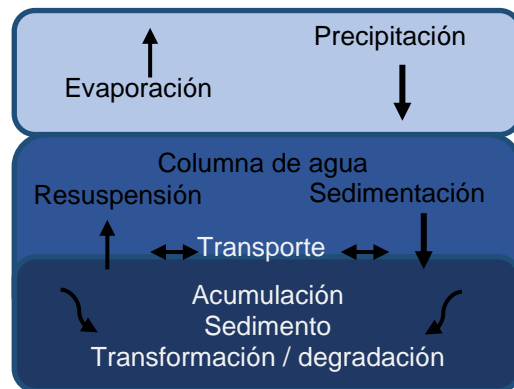 Precipitación
Evaporación
Columna de agua
Resuspensión
Sedimentación
Transporte
Acumulación
Sedimento
Transformación / degradación